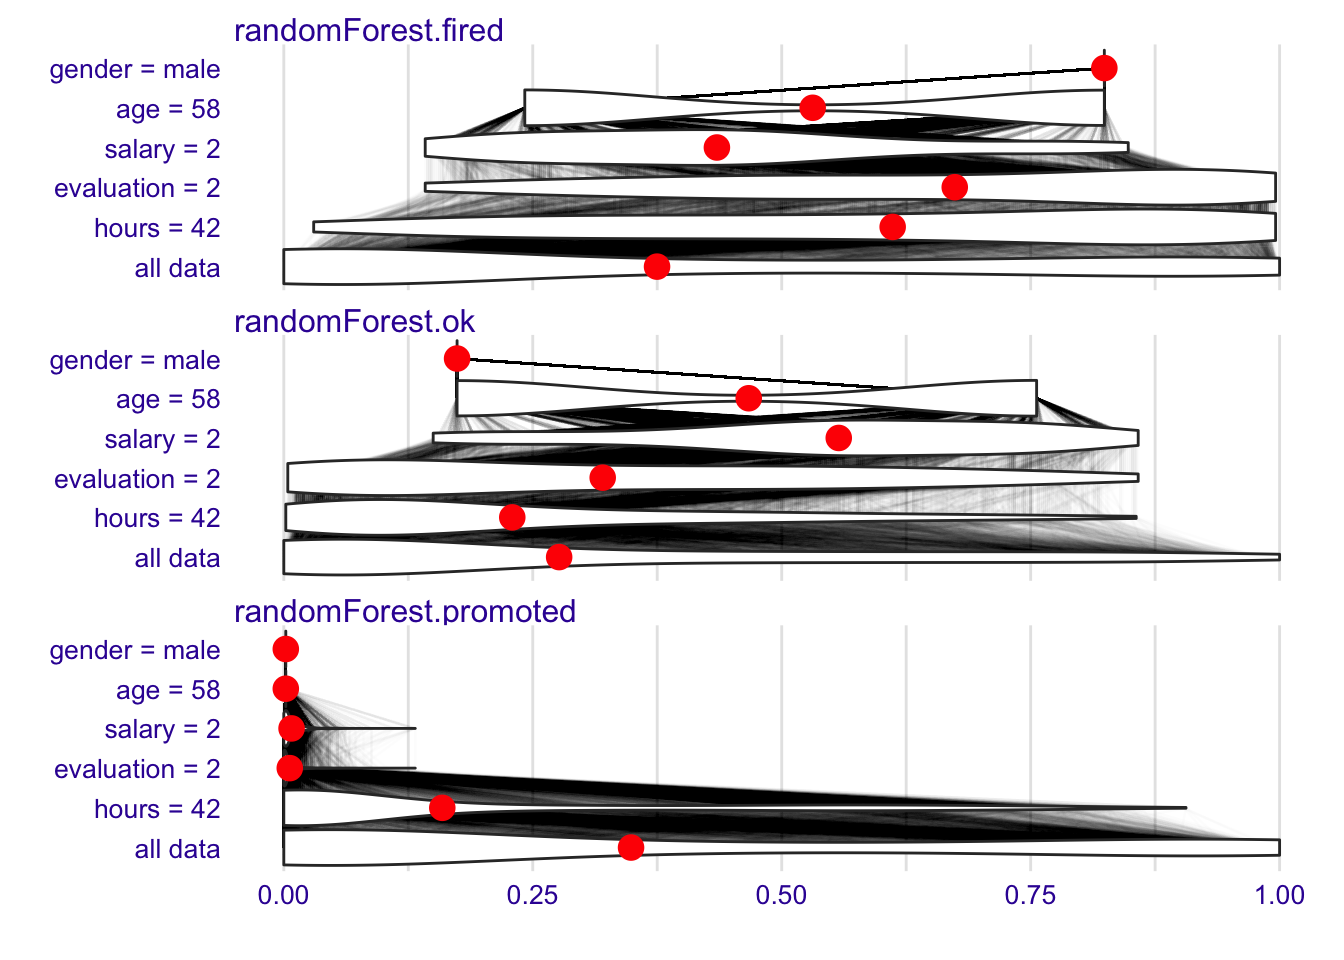 randomForest.fired
gender = male
age = 58
salary = 2
evaluation = 2
hours = 42
all data
randomForest.ok
gender = male
age = 58
salary = 2
evaluation = 2
hours = 42
all data
randomForest.promoted
gender = male
age = 58
salary = 2
evaluation = 2
hours = 42
all data
0.00 0.25 0.50 0.75 1.00